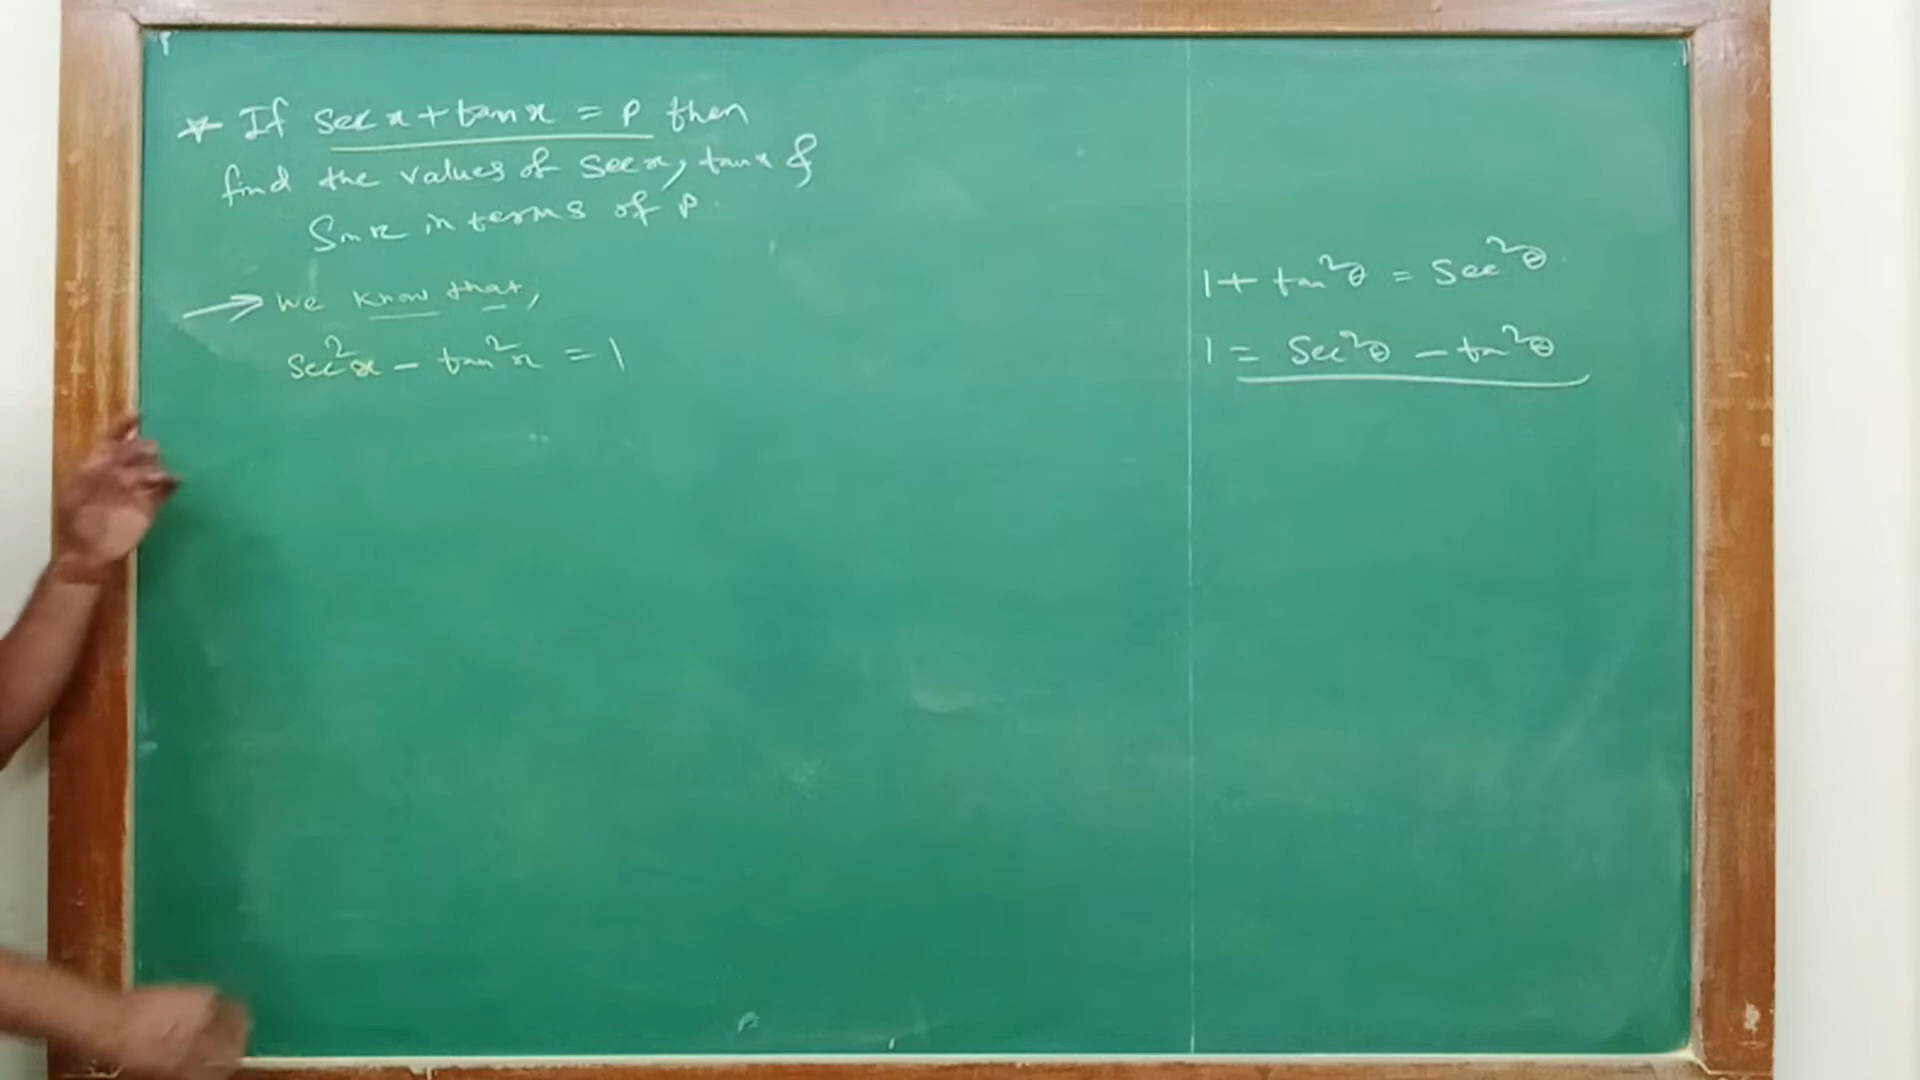 * If sec x + tan x = P then
find the values of sec x, tan x &
Sin x in terms of P.
→ We know that,
sec²x - tan²x = 1
1 + tan²θ = Sec²θ
1 = Sec²θ - tan²θ